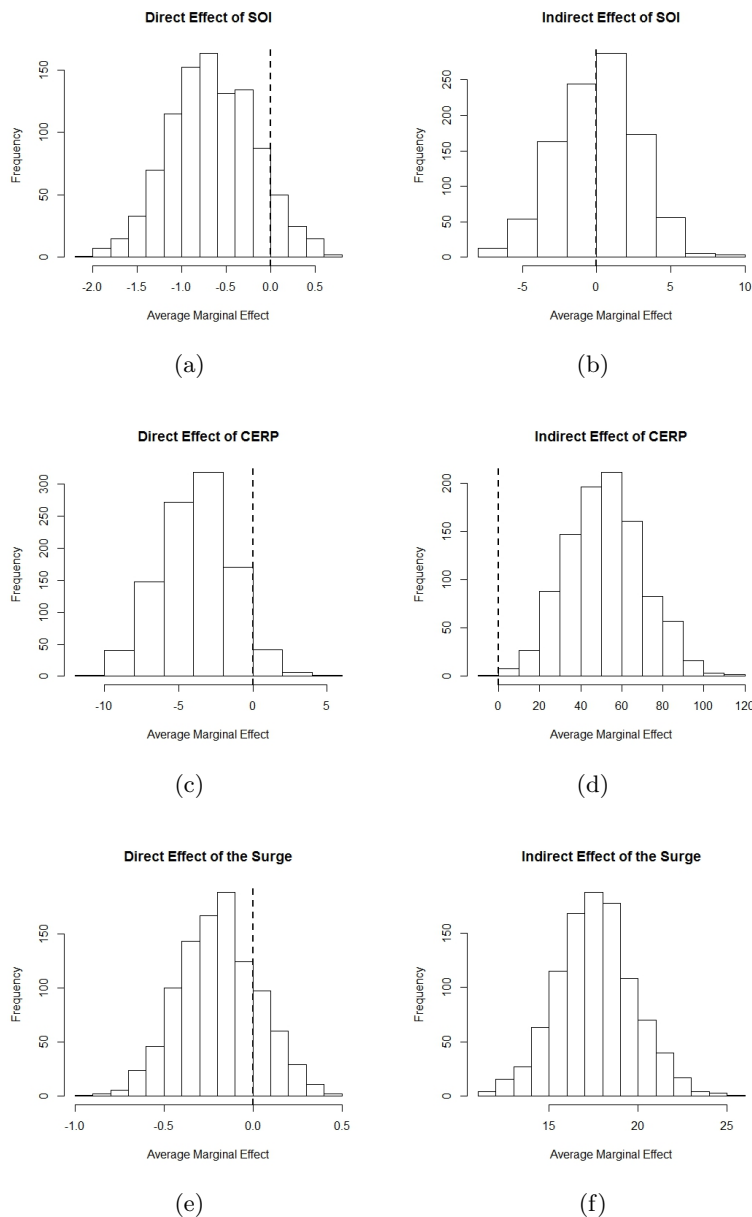 Direct Effect of SOI
Frequency
0 50 100 150
-2.0 -1.5 -1.0 -0.5 0.0 0.5
Average Marginal Effect
(a)
Indirect Effect of SOI
Frequency
0 50 100 150 200 250
-5 0 5 10
Average Marginal Effect
(b)
Direct Effect of CERP
Frequency
0 50 100 150 200 250 300
-10 -5 0 5
Average Marginal Effect
(c)
Indirect Effect of CERP
Frequency
0 50 100 150 200
0 20 40 60 80 100 120
Average Marginal Effect
(d)
Direct Effect of the Surge
Frequency
0 50 100 150
-1.0 -0.5 0.0 0.5
Average Marginal Effect
(e)
Indirect Effect of the Surge
Frequency
0 50 100 150
15 20 25
Average Marginal Effect
(f)